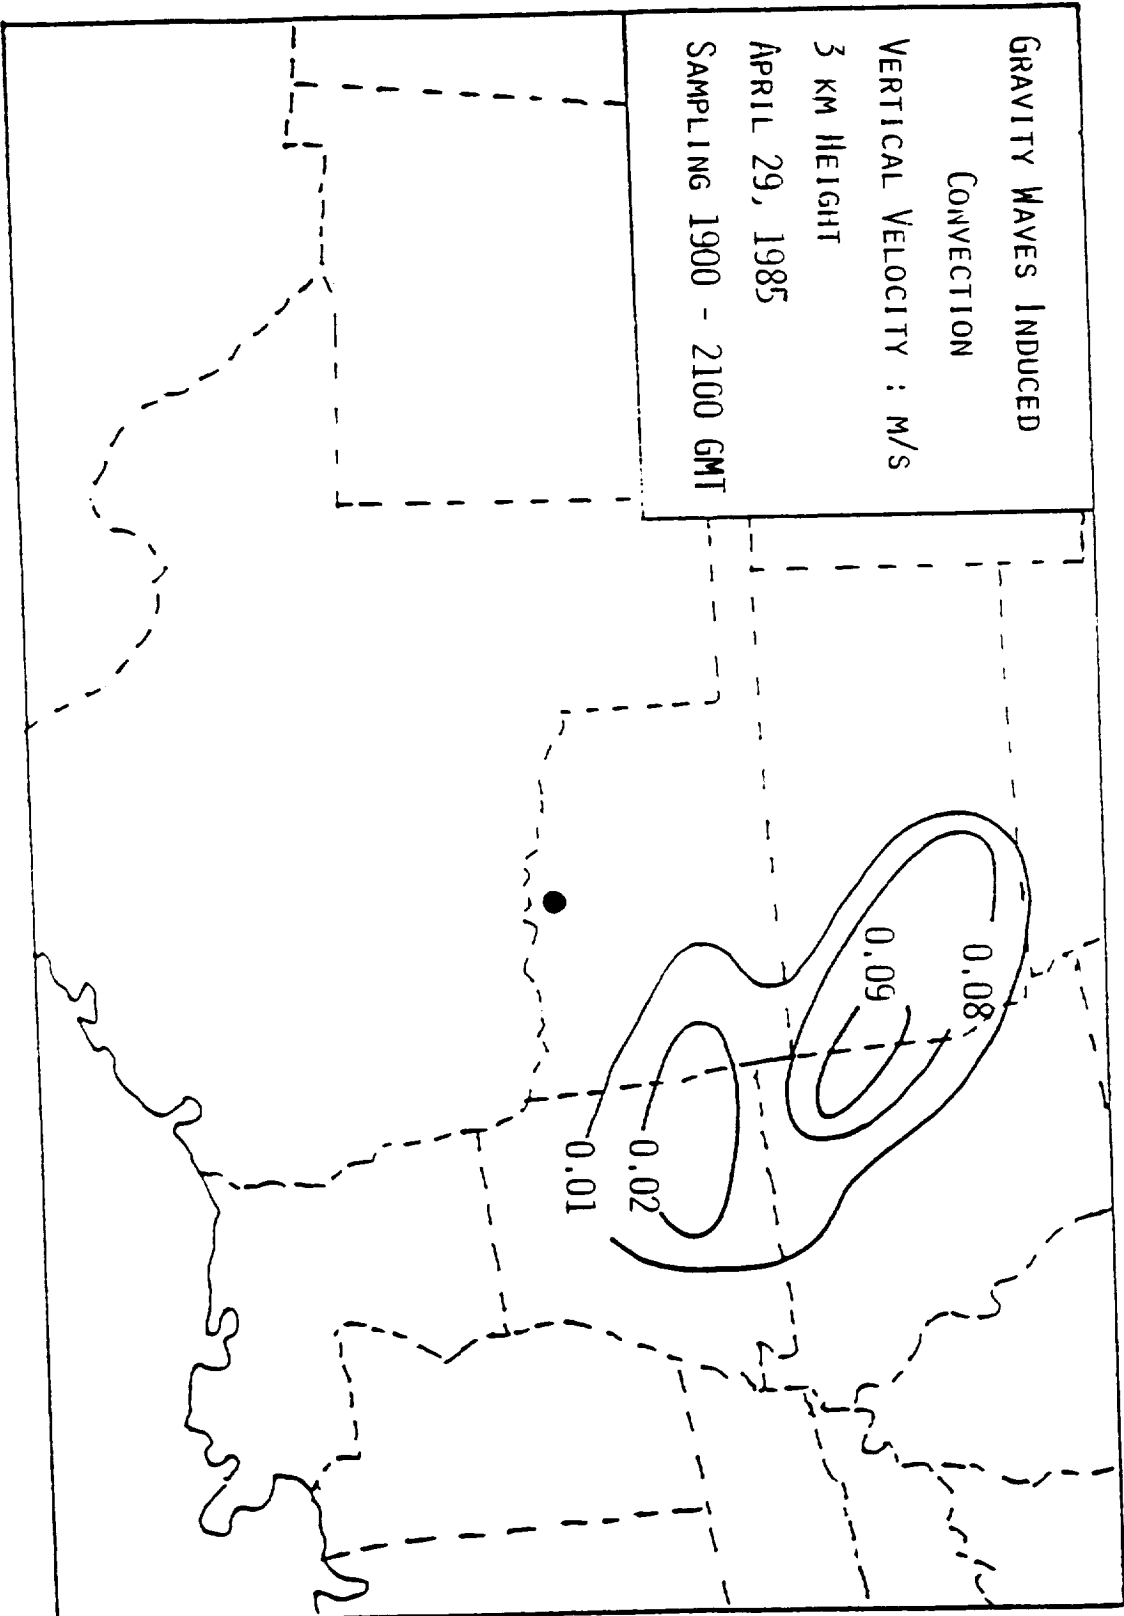 GRAVITY WAVES INDUCED
CONVECTION
VERTICAL VELOCITY : M/S
3 KM HEIGHT
APRIL 29, 1985
SAMPLING 1900 - 2100 GMT
0.08
0.09
0.02
0.01